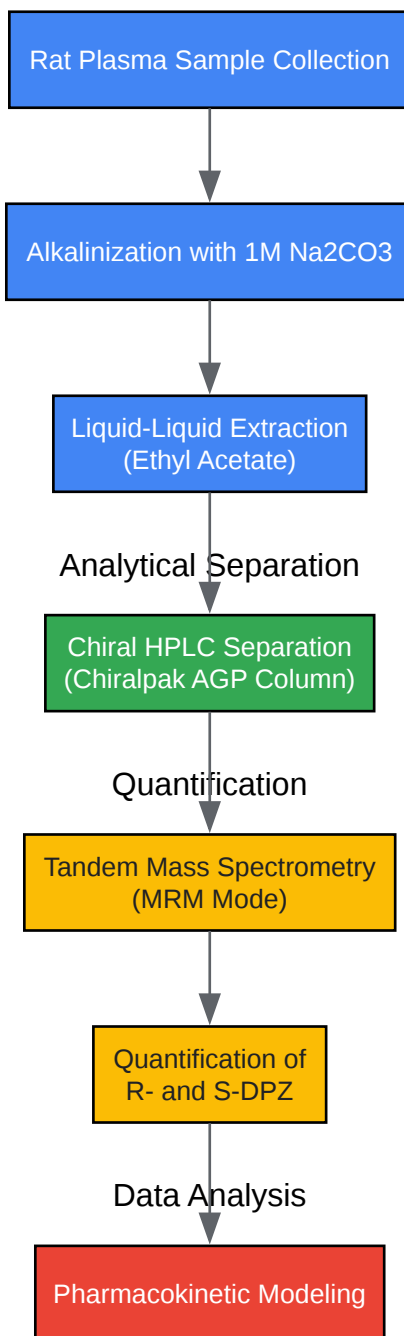 Rat Plasma Sample Collection
Alkalinization with 1M Na2CO3
Liquid-Liquid Extraction
(Ethyl Acetate)
Analytical Separation
Chiral HPLC Separation
(Chiralpak AGP Column)
Quantification
Tandem Mass Spectrometry
(MRM Mode)
Quantification of
R- and S-DPZ
Data Analysis
Pharmacokinetic Modeling